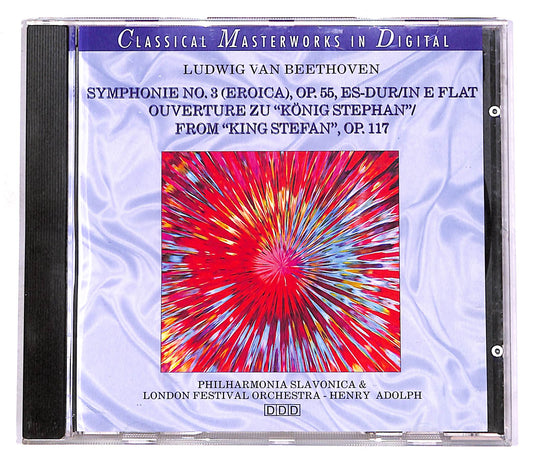 CLASSICAL MASTERWORKS IN DIGITAL
LUDWIG VAN BEETHOVEN
SYMPHONIE NO. 3 (EROICA), OP. 55, ES-DUR/IN E FLAT
OUVERTURE ZU "KÖNIG STEPHAN"/
FROM "KING STEFAN", OP. 117
PHILHARMONIA SLAVONICA &
LONDON FESTIVAL ORCHESTRA - HENRY ADOLPH
DDD